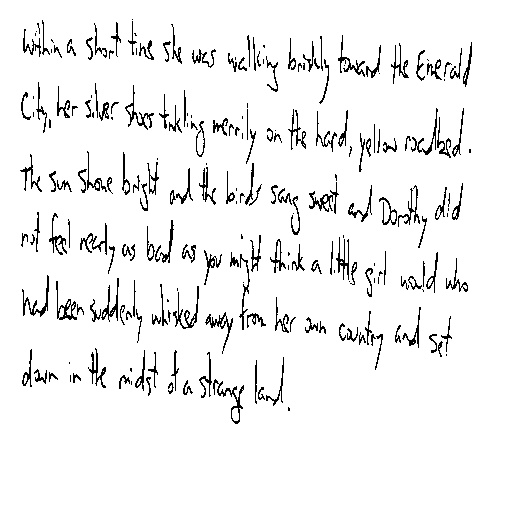 Within a short time she was walking briskly toward the Emerald
City, her silver shoes tinkling merrily on the hard, yellow roadbed.
The sun shone bright and the birds sang sweet and Dorothy did
not feel nearly as bad as you might think a little girl would who
had been suddenly whisked away from her own country and set
down in the midst of a strange land.